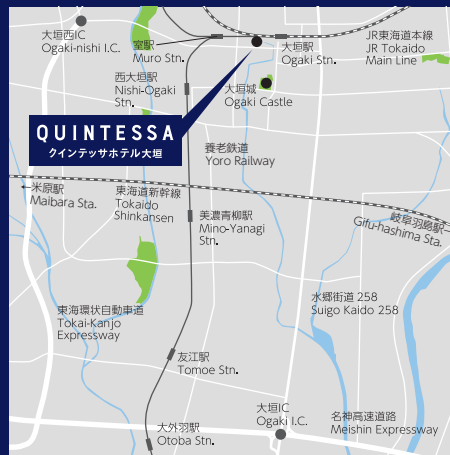 大垣西IC
Ogaki-nishi I.C.
室駅
Muro Stn.
大垣駅
Ogaki Stn.
JR東海道本線
JR Tokaido
Main Line
西大垣駅
Nishi-Ogaki
Stn.
大垣城
Ogaki Castle
QUINTESSA
クインテッサホテル大垣
養老鉄道
Yoro Railway
←米原駅
Maibara Sta.
東海道新幹線
Tokaido
Shinkansen
美濃青柳駅
Mino-Yanagi
Stn.
岐阜羽島駅→
Gifu-hashima Sta.
東海環状自動車道
Tokai-Kanjo
Expressway
水郷街道 258
Suigo Kaido 258
友江駅
Tomoe Stn.
大外羽駅
Otoba Stn.
大垣IC
Ogaki I.C.
名神高速道路
Meishin Expressway